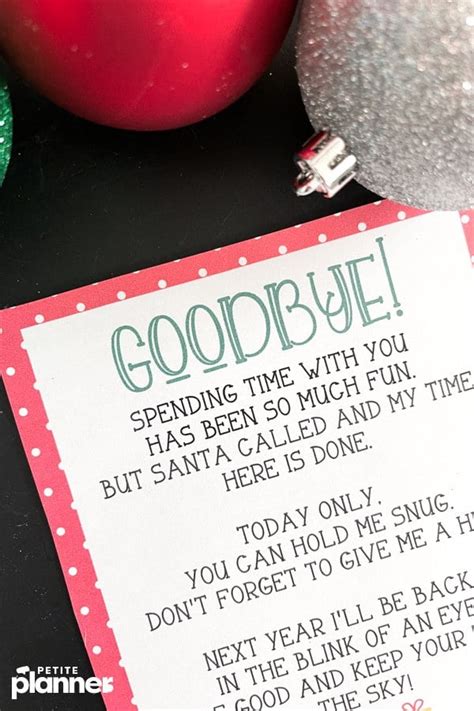 GOODBYE!
SPENDING TIME WITH YOU
HAS BEEN SO MUCH FUN.
BUT SANTA CALLED AND MY TIME
HERE IS DONE.
TODAY ONLY,
YOU CAN HOLD ME SNUG.
DON'T FORGET TO GIVE ME A
NEXT YEAR I'LL BE BACK
IN THE BLINK OF AN EYE
GOOD AND KEEP YOUR
THE SKY!
PETITE
planner